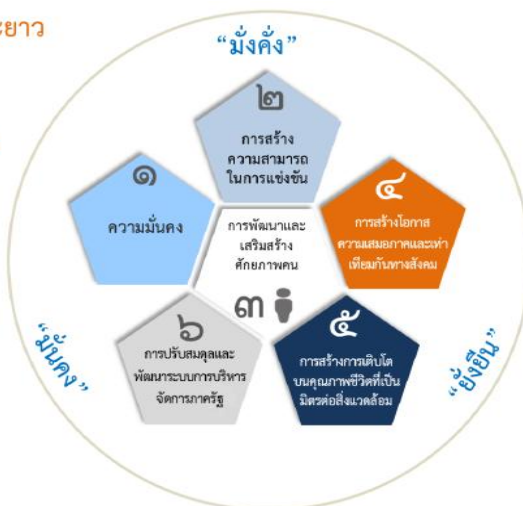 ะยาว
“มั่งคั่ง”
๒
การสร้าง
ความสามารถ
ในการแข่งขัน
๑
ความมั่นคง
การพัฒนาและ
เสริมสร้าง
ศักยภาพคน
๓
๔
การสร้างโอกาส
ความเสมอภาคและเท่า
เทียมกันทางสังคม
๖
การปรับสมดุลและ
พัฒนาระบบการบริหาร
จัดการภาครัฐ
๕
การสร้างการเติบโต
บนคุณภาพชีวิตที่เป็น
มิตรต่อสิ่งแวดล้อม
“มั่นคง”
“ยั่งยืน”